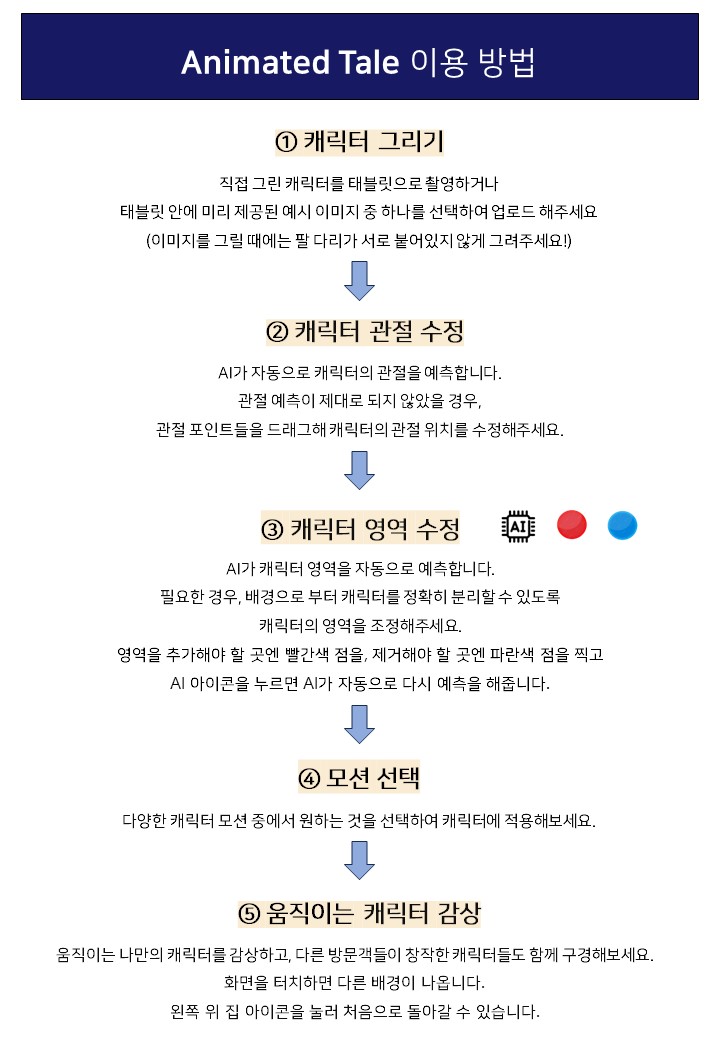 Animated Tale 이용 방법
① 캐릭터 그리기
직접 그린 캐릭터를 태블릿으로 촬영하거나
태블릿 안에 미리 제공된 예시 이미지 중 하나를 선택하여 업로드 해주세요
(이미지를 그릴 때에는 팔 다리가 서로 붙어있지 않게 그려주세요!)
② 캐릭터 관절 수정
AI가 자동으로 캐릭터의 관절을 예측합니다.
관절 예측이 제대로 되지 않았을 경우,
관절 포인트들을 드래그해 캐릭터의 관절 위치를 수정해주세요.
③ 캐릭터 영역 수정
AI
AI가 캐릭터 영역을 자동으로 예측합니다.
필요한 경우, 배경으로 부터 캐릭터를 정확히 분리할 수 있도록
캐릭터의 영역을 조정해주세요.
영역을 추가해야 할 곳엔 빨간색 점을, 제거해야 할 곳엔 파란색 점을 찍고
AI 아이콘을 누르면 AI가 자동으로 다시 예측을 해줍니다.
④ 모션 선택
다양한 캐릭터 모션 중에서 원하는 것을 선택하여 캐릭터에 적용해보세요.
⑤ 움직이는 캐릭터 감상
움직이는 나만의 캐릭터를 감상하고, 다른 방문객들이 창작한 캐릭터들도 함께 구경해보세요.
화면을 터치하면 다른 배경이 나옵니다.
왼쪽 위 집 아이콘을 눌러 처음으로 돌아갈 수 있습니다.